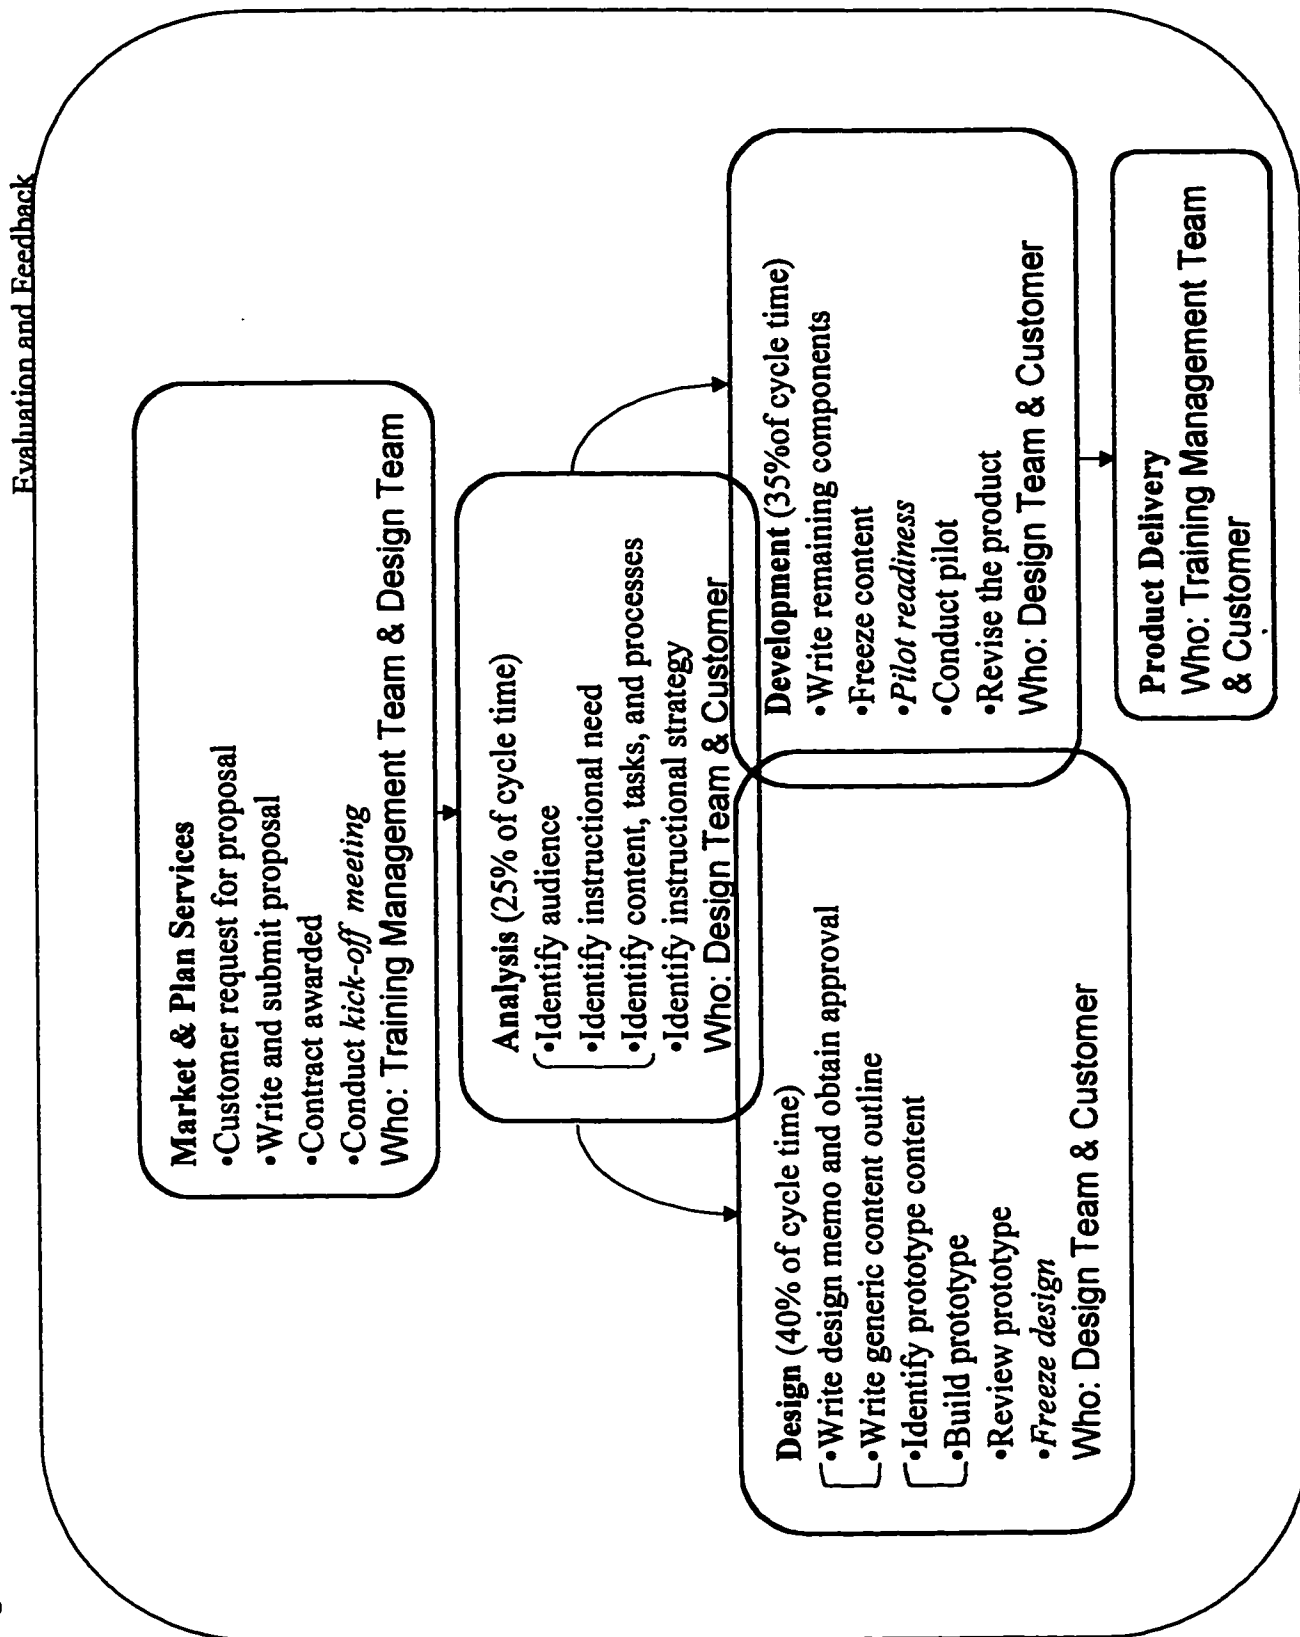 Evaluation and Feedback
Market & Plan Services
•Customer request for proposal
•Write and submit proposal
•Contract awarded
•Conduct kick-off meeting
Who: Training Management Team & Design Team
Analysis (25% of cycle time)
•Identify audience
•Identify instructional need
•Identify content, tasks, and processes
•Identify instructional strategy
Who: Design Team & Customer
Design (40% of cycle time)
•Write design memo and obtain approval
•Write generic content outline
•Identify prototype content
•Build prototype
•Review prototype
•Freeze design
Who: Design Team & Customer
Development (35%of cycle time)
•Write remaining components
•Freeze content
•Pilot readiness
•Conduct pilot
•Revise the product
Who: Design Team & Customer
Product Delivery
Who: Training Management Team
& Customer